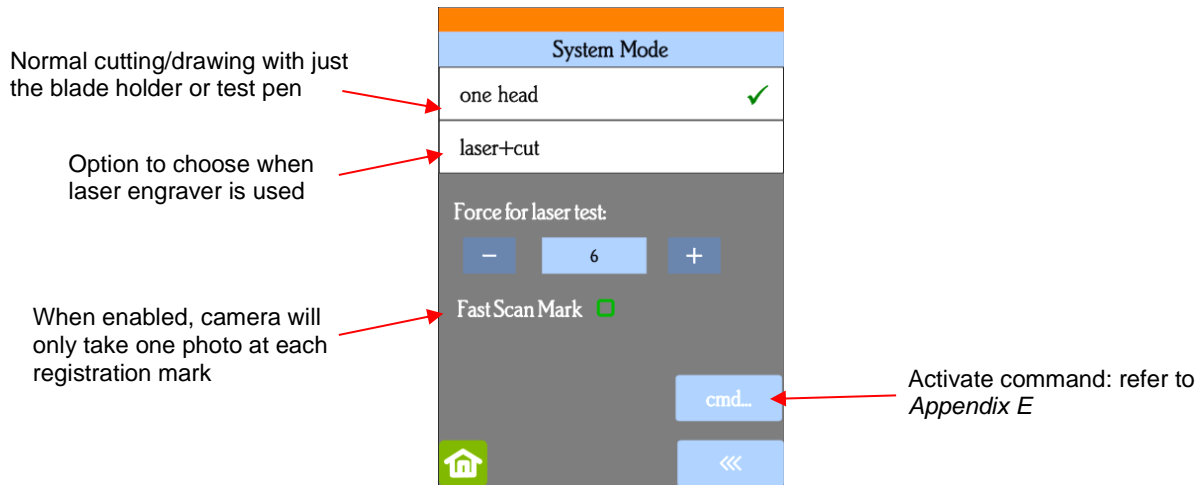 System Mode
Normal cutting/drawing with just
the blade holder or test pen
one head
laser+cut
Option to choose when
laser engraver is used
Force for laser test:
− 6 +
Fast Scan Mark
When enabled, camera will
only take one photo at each
registration mark
cmd...
Activate command: refer to
Appendix E